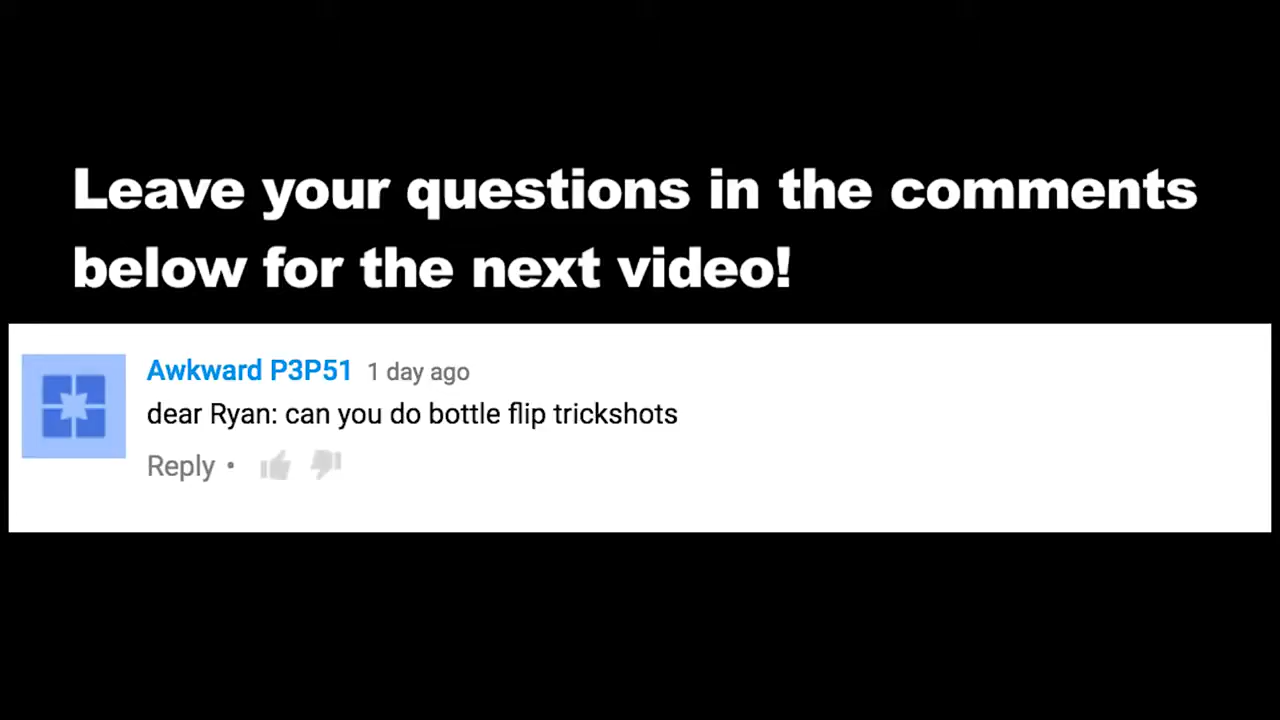 Leave your questions in the comments
below for the next video!
Awkward P3P51 1 day ago
dear Ryan: can you do bottle flip trickshots
Reply •